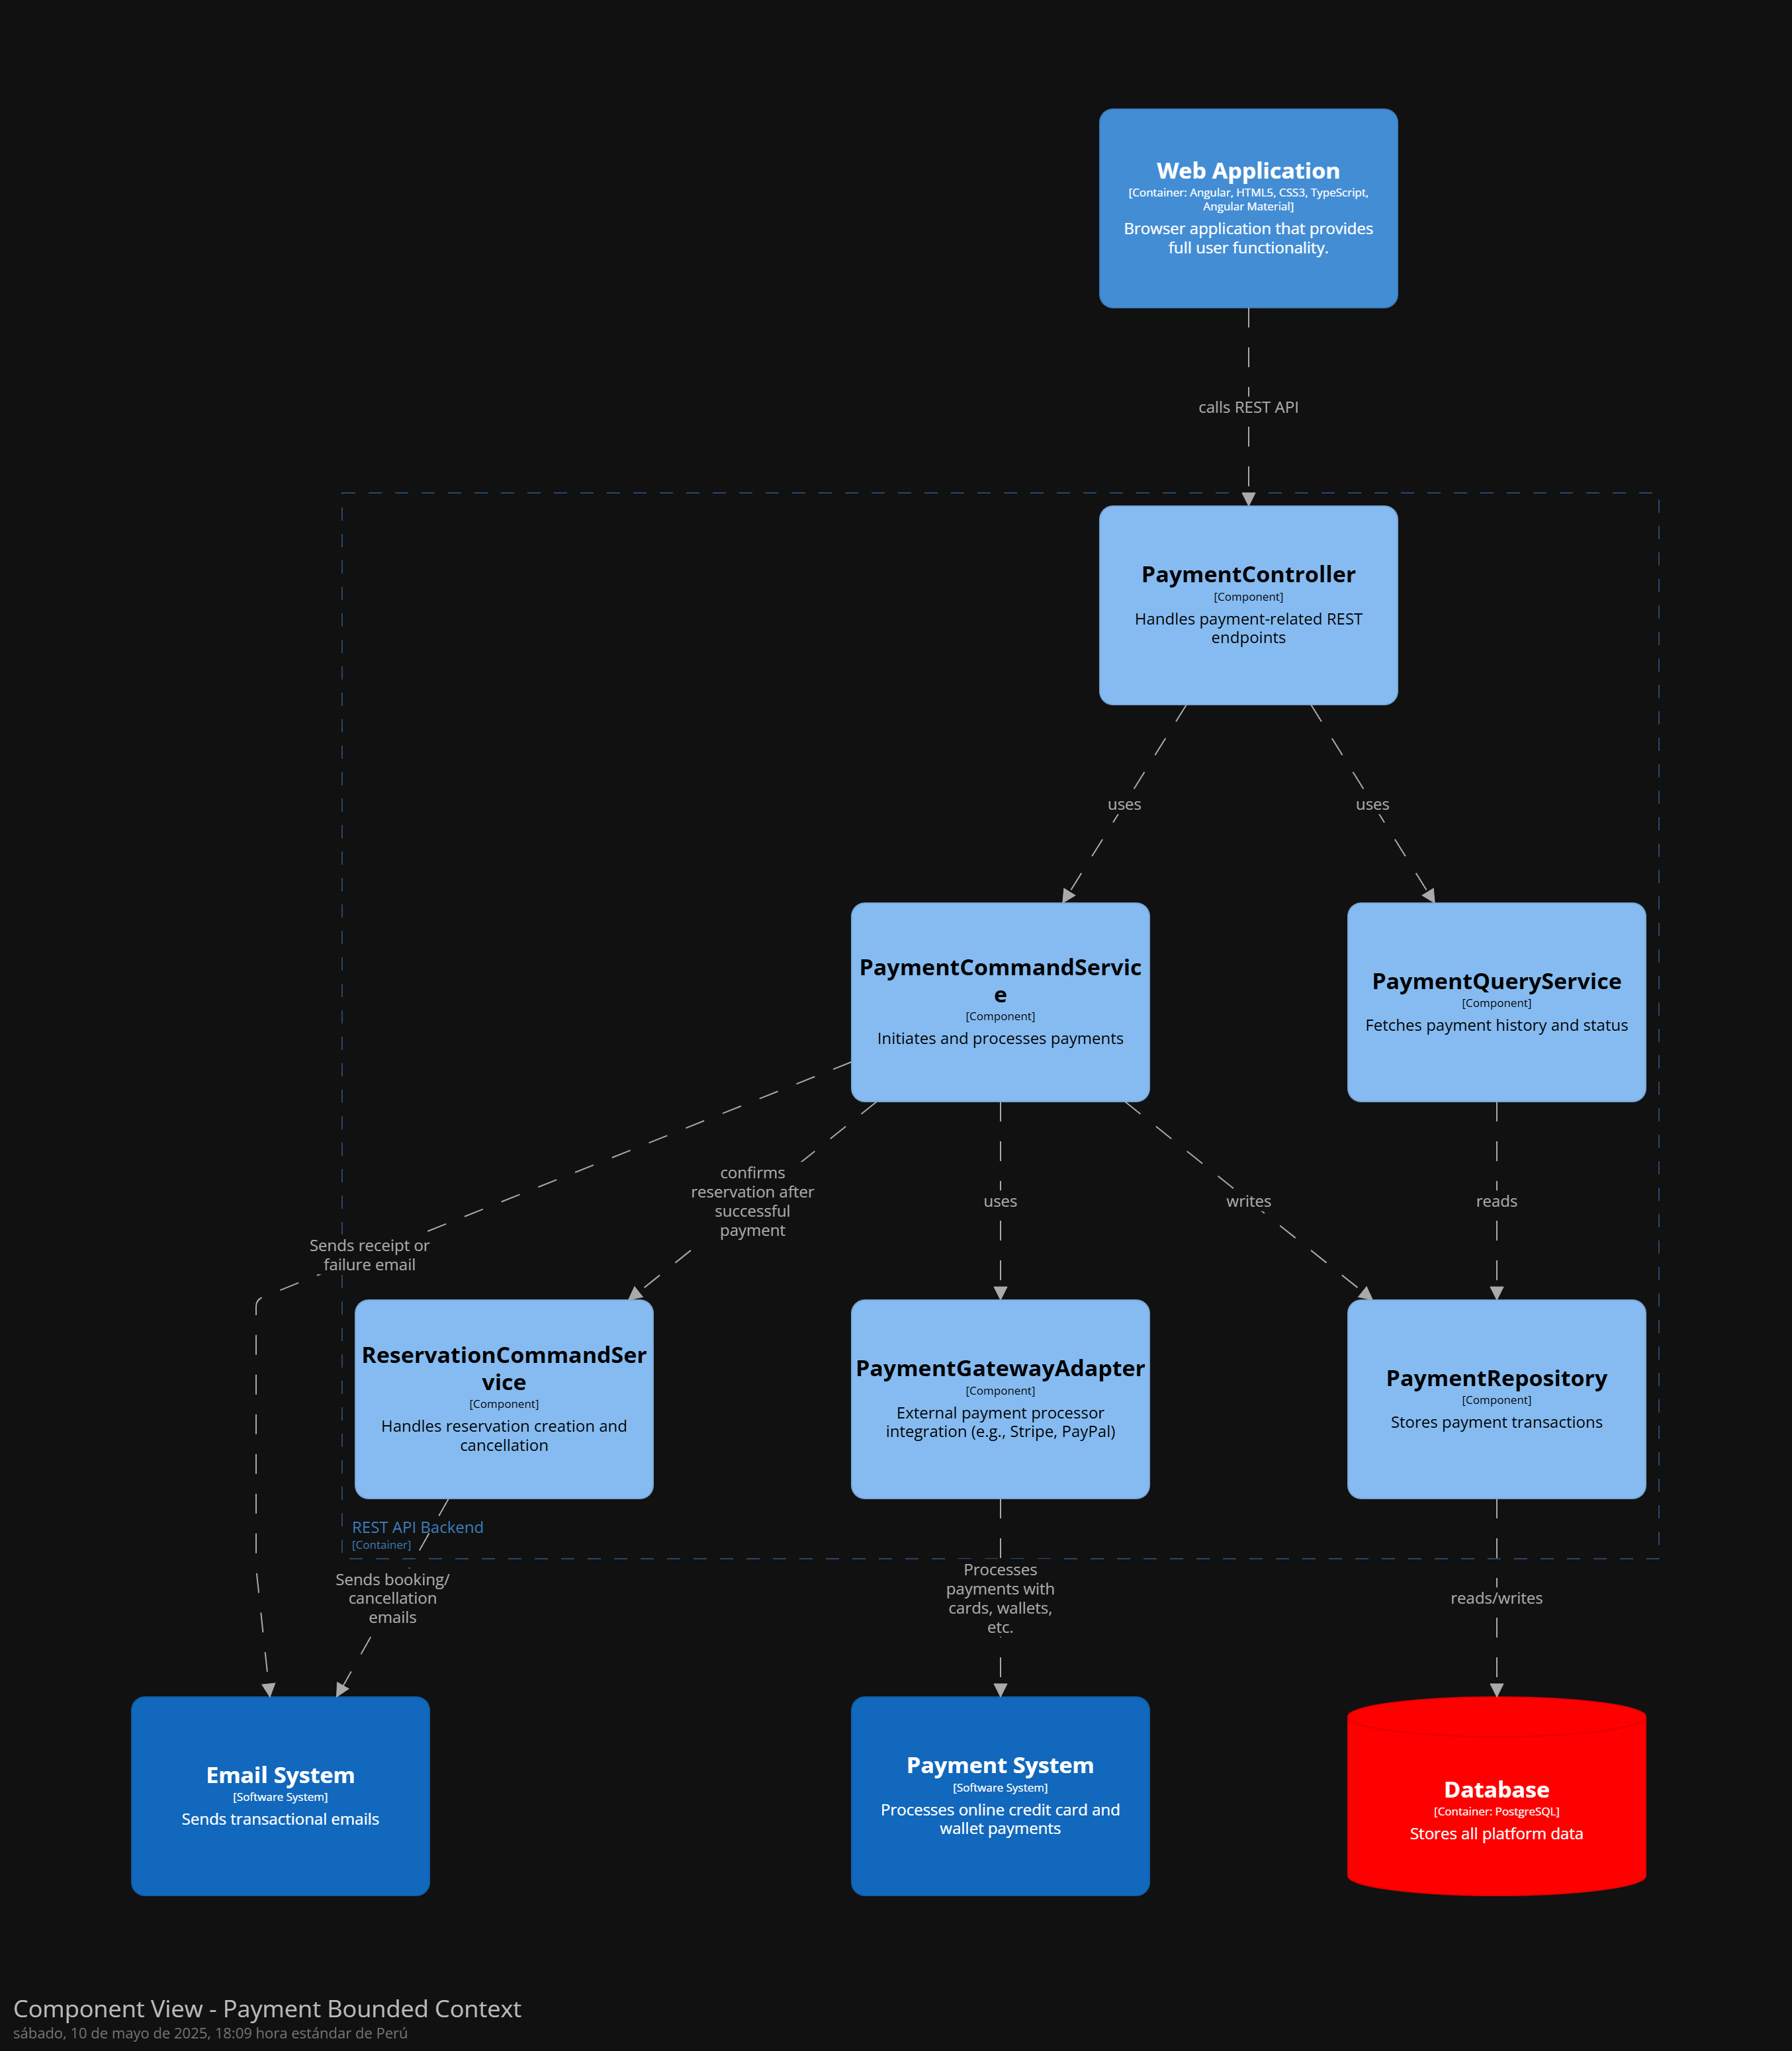 Web Application
[Container: Angular, HTML5, CSS3, TypeScript,
Angular Material]
Browser application that provides
full user functionality.
calls REST API
PaymentController
[Component]
Handles payment-related REST
endpoints
uses
uses
PaymentCommandServic
e
[Component]
Initiates and processes payments
PaymentQueryService
[Component]
Fetches payment history and status
Sends receipt or
failure email
confirms
reservation after
successful
payment
uses
writes
reads
ReservationCommandSer
vice
[Component]
Handles reservation creation and
cancellation
PaymentGatewayAdapter
[Component]
External payment processor
integration (e.g., Stripe, PayPal)
PaymentRepository
[Component]
Stores payment transactions
REST API Backend
[Container]
Sends booking/
cancellation
emails
Processes
payments with
cards, wallets,
etc.
reads/writes
Email System
[Software System]
Sends transactional emails
Payment System
[Software System]
Processes online credit card and
wallet payments
Database
[Container: PostgreSQL]
Stores all platform data
Component View - Payment Bounded Context
sábado, 10 de mayo de 2025, 18:09 hora estándar de Perú